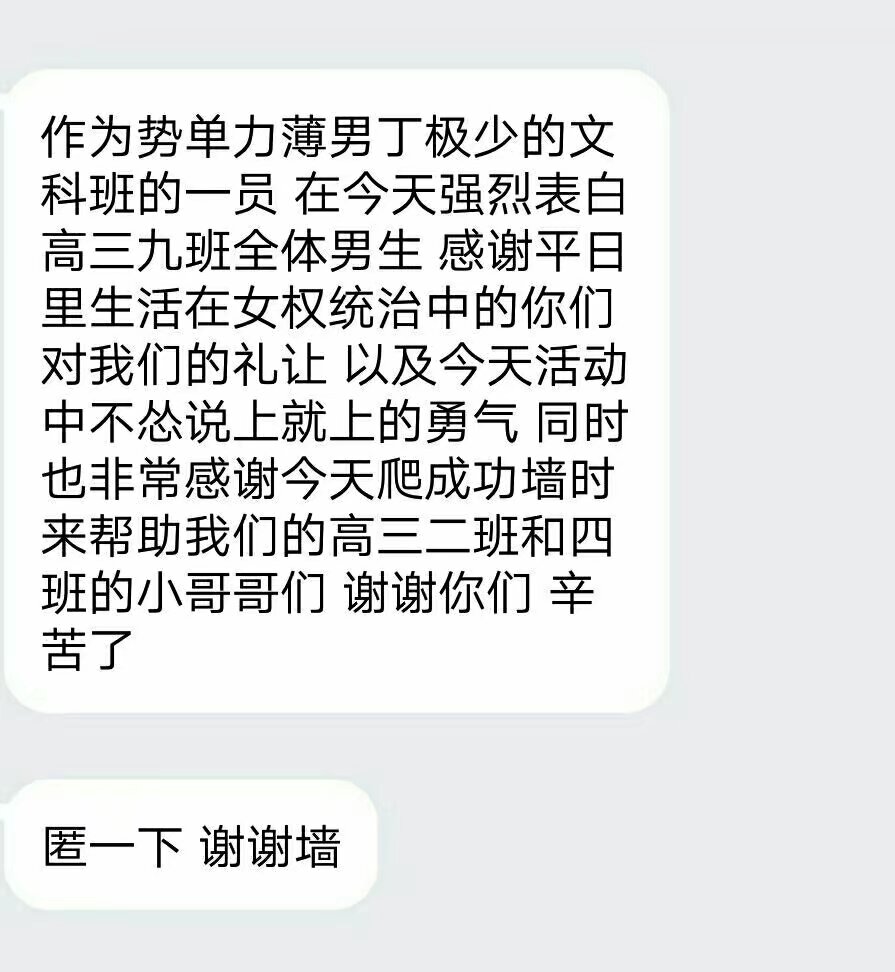 作为势单力薄男丁极少的文
科班的一员 在今天强烈表白
高三九班全体男生 感谢平日
里生活在女权统治中的你们
对我们的礼让 以及今天活动
中不怂说上就上的勇气 同时
也非常感谢今天爬成功墙时
来帮助我们的高三二班和四
班的小哥哥们 谢谢你们 辛
苦了
匿一下 谢谢墙